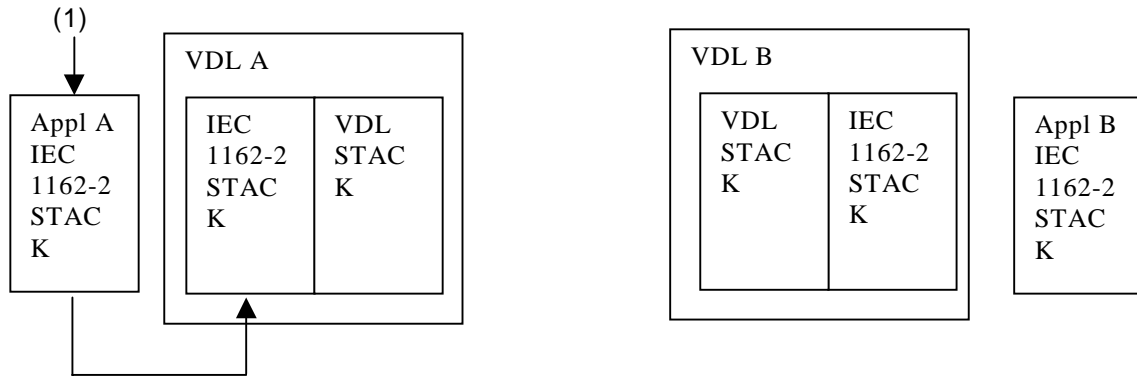 (1)
Appl A
IEC
1162-2
STAC
K
VDL A
IEC
1162-2
STAC
K
VDL
STAC
K
VDL B
VDL
STAC
K
IEC
1162-2
STAC
K
Appl B
IEC
1162-2
STAC
K